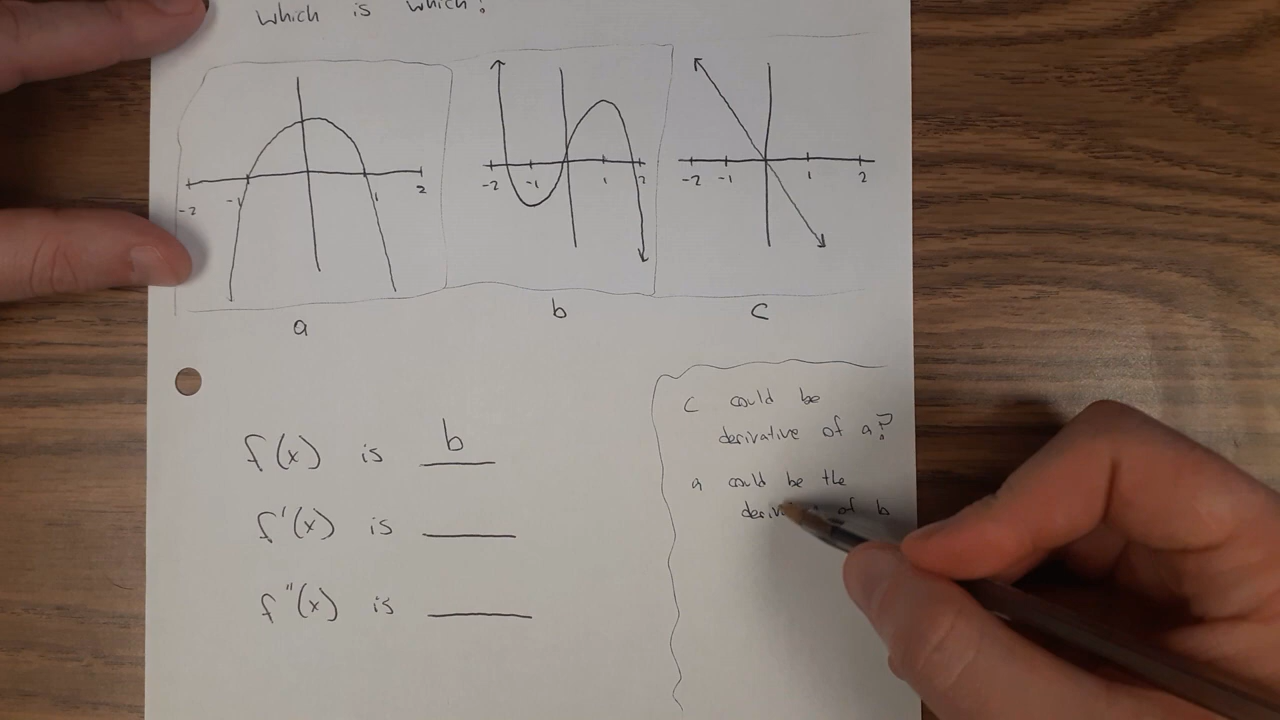 which is which?
-2 -1 1 2
-2 -1 1 2
-2 -1 1 2
a b c
f(x) is b
f'(x) is
f"(x) is
c could be
derivative of a?
a could be the
of b